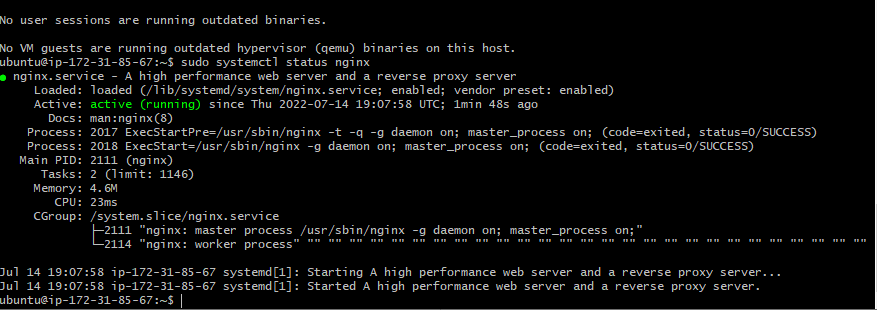 No user sessions are running outdated binaries.
No VM guests are running outdated hypervisor (qemu) binaries on this host.
ubuntu@ip-172-31-85-67:~$ sudo systemctl status nginx
● nginx.service - A high performance web server and a reverse proxy server
Loaded: loaded (/lib/systemd/system/nginx.service; enabled; vendor preset: enabled)
Active: active (running) since Thu 2022-07-14 19:07:58 UTC; 1min 48s ago
Docs: man:nginx(8)
Process: 2017 ExecStartPre=/usr/sbin/nginx -t -q -g daemon on; master_process on; (code=exited, status=0/SUCCESS)
Process: 2018 ExecStart=/usr/sbin/nginx -g daemon on; master_process on; (code=exited, status=0/SUCCESS)
Main PID: 2111 (nginx)
Tasks: 2 (limit: 1146)
Memory: 4.6M
CPU: 23ms
CGroup: /system.slice/nginx.service
├─2111 "nginx: master process /usr/sbin/nginx -g daemon on; master_process on;"
└─2114 "nginx: worker process" "" "" "" "" "" "" "" "" "" "" "" "" "" "" "" "" "" "" "" "" "" "" "" "" "" "" ""
Jul 14 19:07:58 ip-172-31-85-67 systemd[1]: Starting A high performance web server and a reverse proxy server...
Jul 14 19:07:58 ip-172-31-85-67 systemd[1]: Started A high performance web server and a reverse proxy server.
ubuntu@ip-172-31-85-67:~$